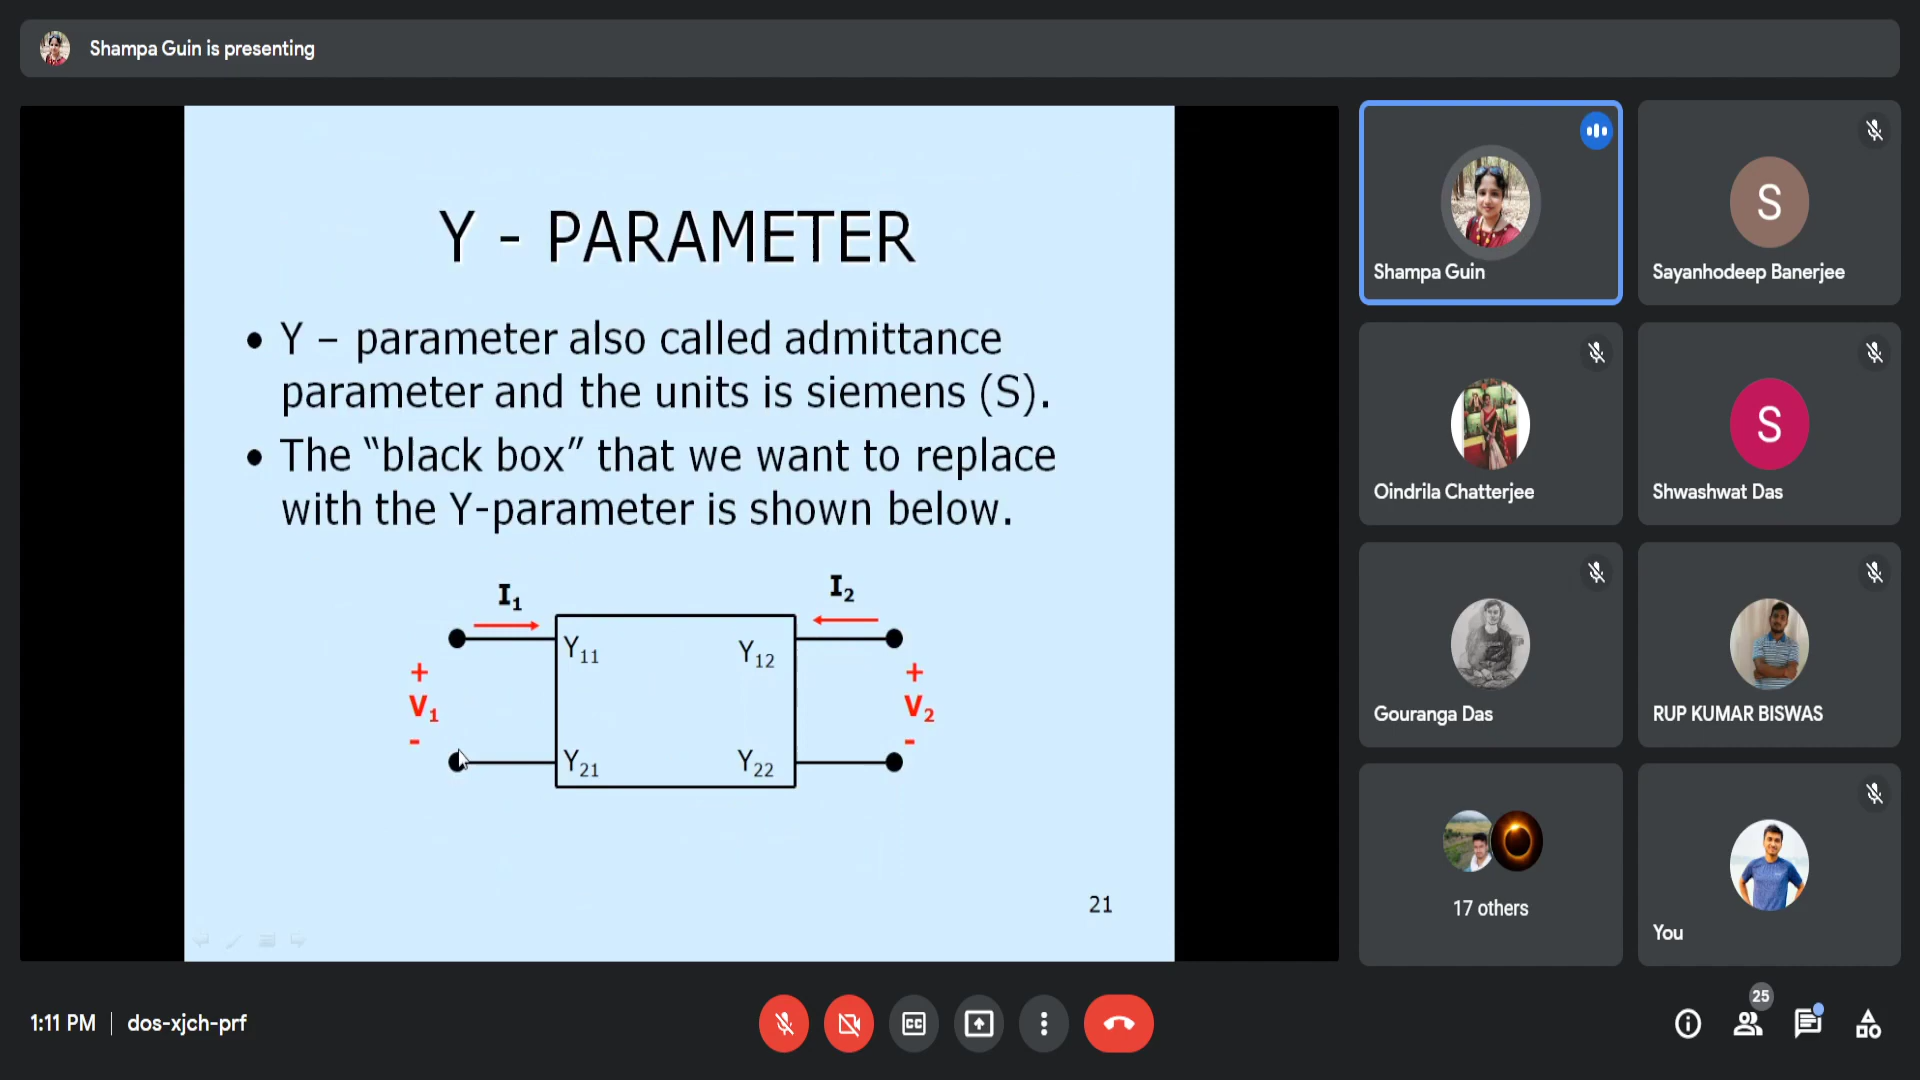 Shampa Guin is presenting
Y - PARAMETER
• Y – parameter also called admittance
parameter and the units is siemens (S).
• The “black box” that we want to replace
with the Y-parameter is shown below.
I1
I2
Y11
Y12
+
V1
-
+
V2
-
Y21
Y22
21
Shampa Guin
S
Sayanhodeep Banerjee
Oindrila Chatterjee
S
Shwashwat Das
Gouranga Das
RUP KUMAR BISWAS
17 others
You
1:11 PM | dos-xjch-prf
CC
25